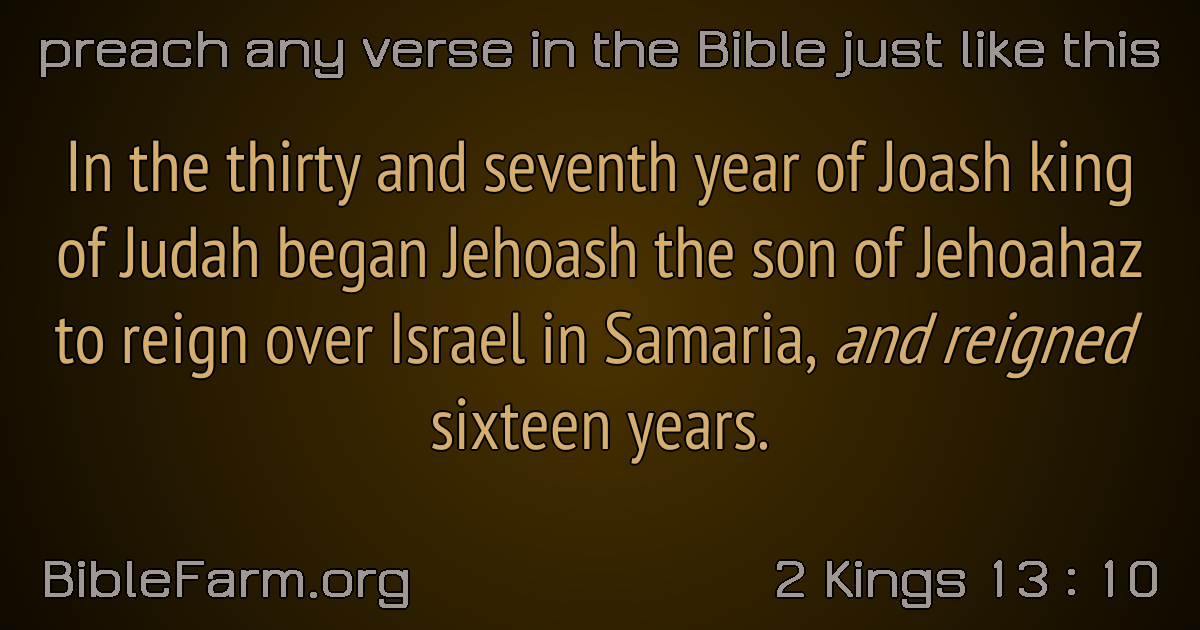 preach any verse in the Bible just like this
In the thirty and seventh year of Joash king
of Judah began Jehoash the son of Jehoahaz
to reign over Israel in Samaria, and reigned
sixteen years.
BibleFarm.org
2 Kings 13 : 10